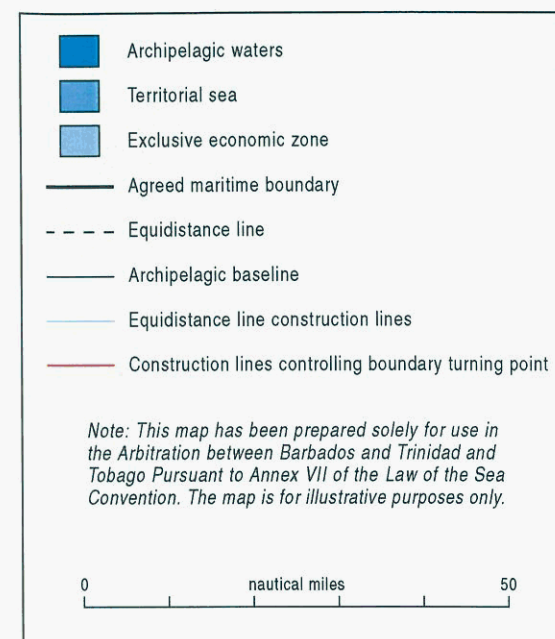 Archipelagic waters
Territorial sea
Exclusive economic zone
Agreed maritime boundary
Equidistance line
Archipelagic baseline
Equidistance line construction lines
Construction lines controlling boundary turning point
Note: This map has been prepared solely for use in
the Arbitration between Barbados and Trinidad and
Tobago Pursuant to Annex VII of the Law of the Sea
Convention. The map is for illustrative purposes only.
0 nautical miles 50